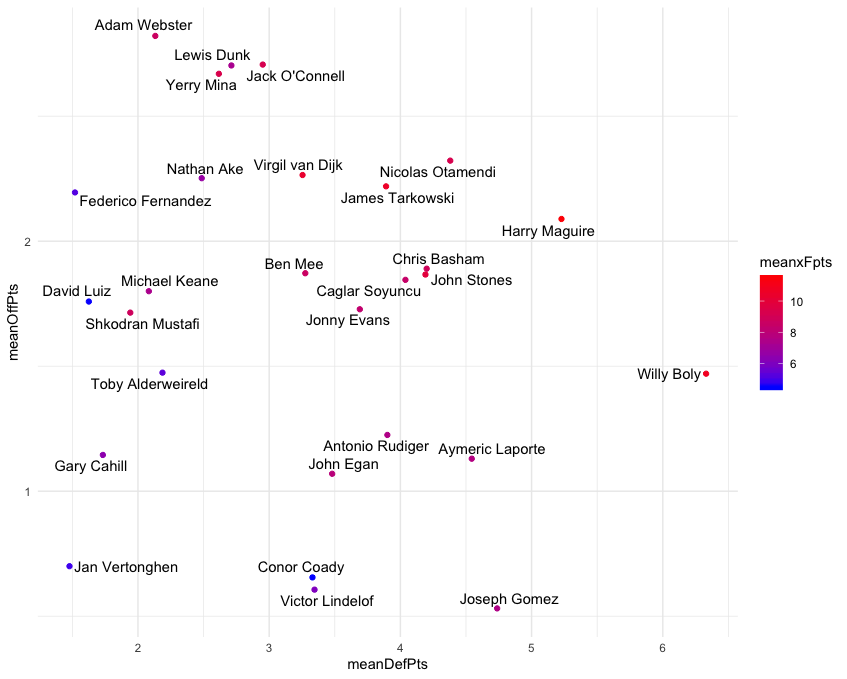 Adam Webster
Lewis Dunk
Yerry Mina
Jack O'Connell
Nathan Ake
Virgil van Dijk
Nicolas Otamendi
Federico Fernandez
James Tarkowski
Harry Maguire
2
meanxFpts
Ben Mee
Chris Basham
John Stones
Michael Keane
David Luiz
Caglar Soyuncu
Shkodran Mustafi
Jonny Evans
10
8
6
meanOffPts
Toby Alderweireld
Willy Boly
Antonio Rudiger
Aymeric Laporte
Gary Cahill
John Egan
1
Jan Vertonghen
Conor Coady
Victor Lindelof
Joseph Gomez
2
3
4
5
6
meanDefPts